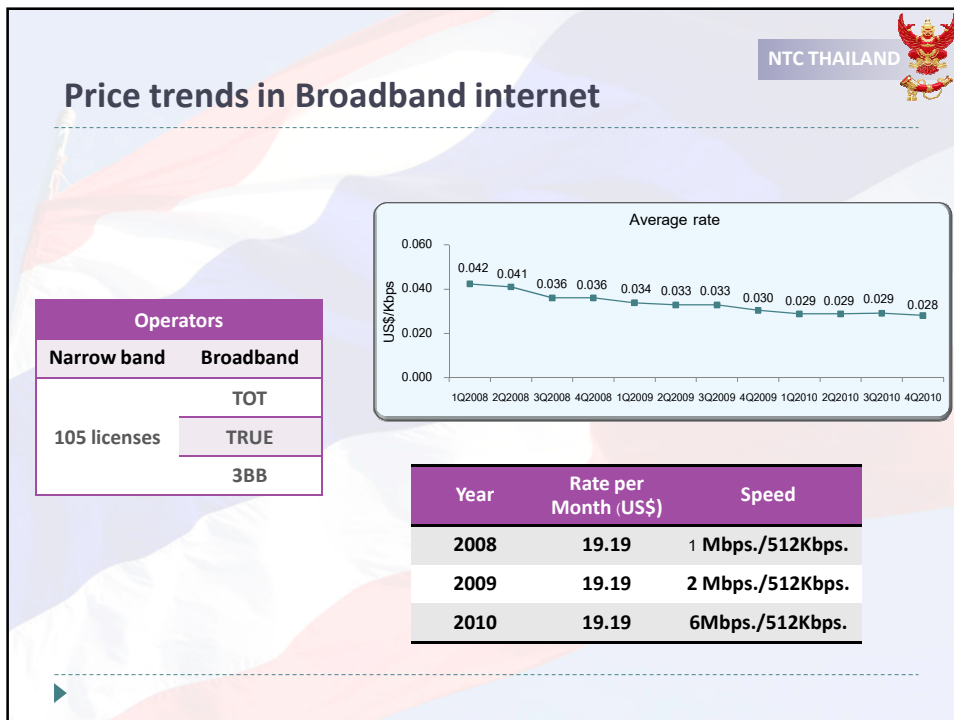 NTC THAILAND
Price trends in Broadband internet
Average rate
US$/Kbps
0.060
0.040
0.020
0.000
0.042 0.041 0.036 0.036 0.034 0.033 0.033 0.030 0.029 0.029 0.029 0.028
1Q2008 2Q2008 3Q2008 4Q2008 1Q2009 2Q2009 3Q2009 4Q2009 1Q2010 2Q2010 3Q2010 4Q2010
Operators
Narrow band Broadband
TOT
105 licenses TRUE
3BB
Year Rate per Month (US$) Speed
2008 19.19 1 Mbps./512Kbps.
2009 19.19 2 Mbps./512Kbps.
2010 19.19 6Mbps./512Kbps.